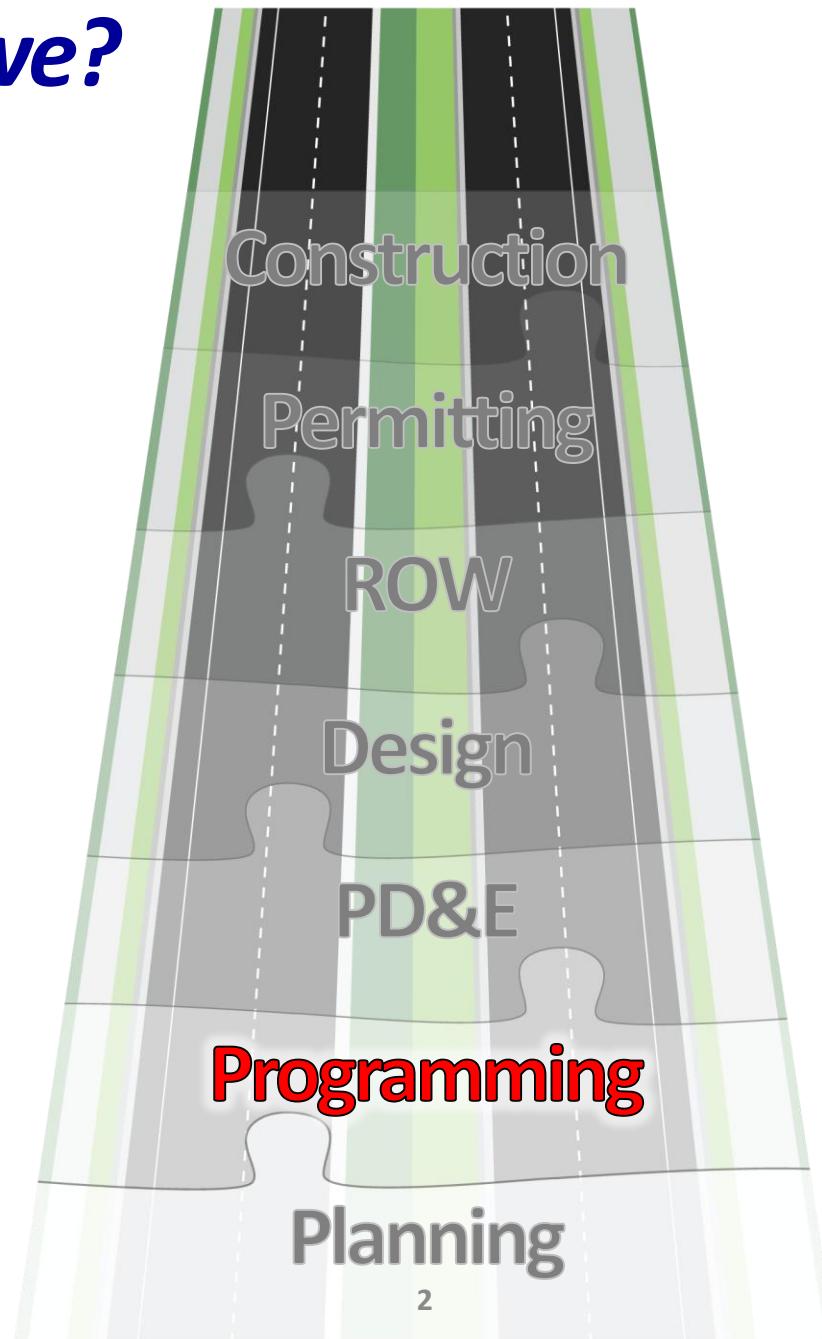 ve?
Construction
Permitting
ROW
Design
PD&E
Programming
Planning
2